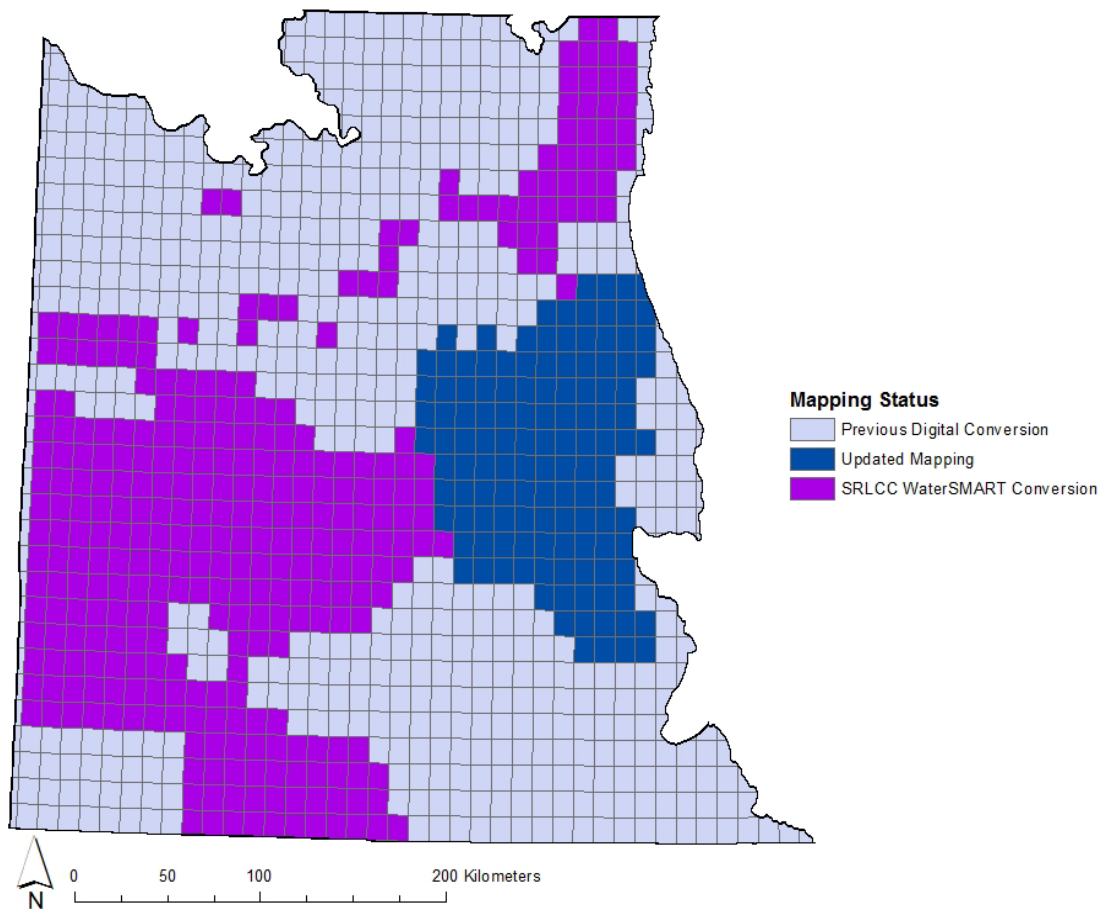 Mapping Status
Previous Digital Conversion
Updated Mapping
SRLCC WaterSMART Conversion
0 50 100 200 Kilometers
N